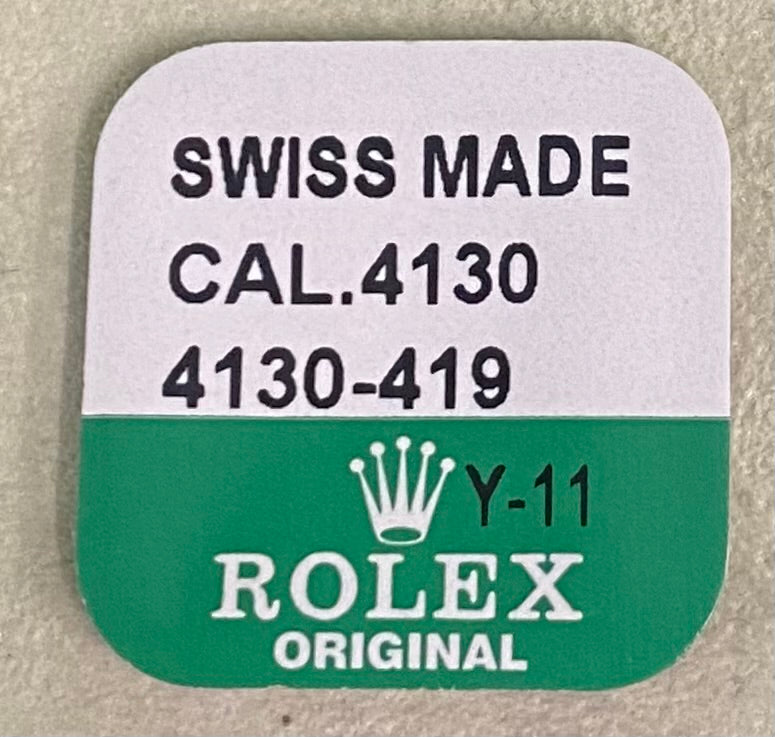 SWISS MADE
CAL.4130
4130-419
Y-11
ROLEX
ORIGINAL